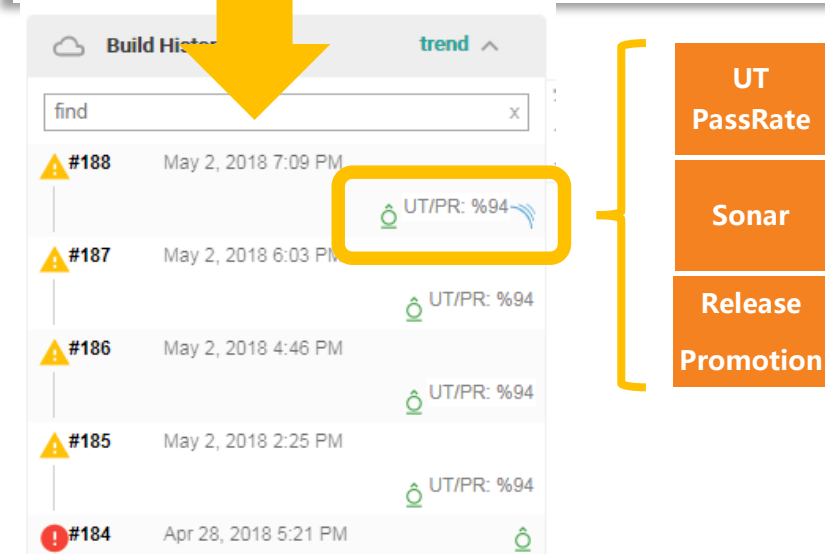 Build Histor
trend
find
x
#188 May 2, 2018 7:09 PM
UT/PR: %94
#187 May 2, 2018 6:03 PM
UT/PR: %94
#186 May 2, 2018 4:46 PM
UT/PR: %94
#185 May 2, 2018 2:25 PM
UT/PR: %94
#184 Apr 28, 2018 5:21 PM
UT
PassRate
Sonar
Release
Promotion